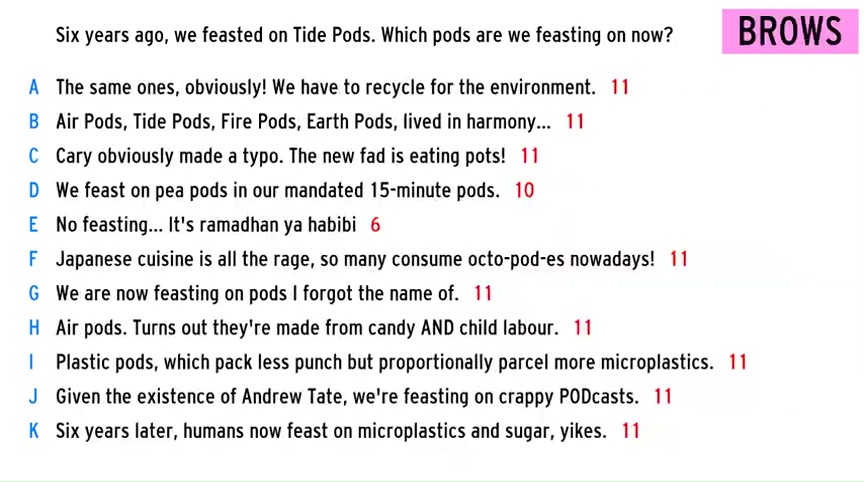 Six years ago, we feasted on Tide Pods. Which pods are we feasting on now?
BROWS
A The same ones, obviously! We have to recycle for the environment. 11
B Air Pods, Tide Pods, Fire Pods, Earth Pods, lived in harmony... 11
C Cary obviously made a typo. The new fad is eating pots! 11
D We feast on pea pods in our mandated 15-minute pods. 10
E No feasting... It's ramadhan ya habibi 6
F Japanese cuisine is all the rage, so many consume octo-pod-es nowadays! 11
G We are now feasting on pods I forgot the name of. 11
H Air pods. Turns out they're made from candy AND child labour. 11
I Plastic pods, which pack less punch but proportionally parcel more microplastics. 11
J Given the existence of Andrew Tate, we're feasting on crappy PODcasts. 11
K Six years later, humans now feast on microplastics and sugar, yikes. 11